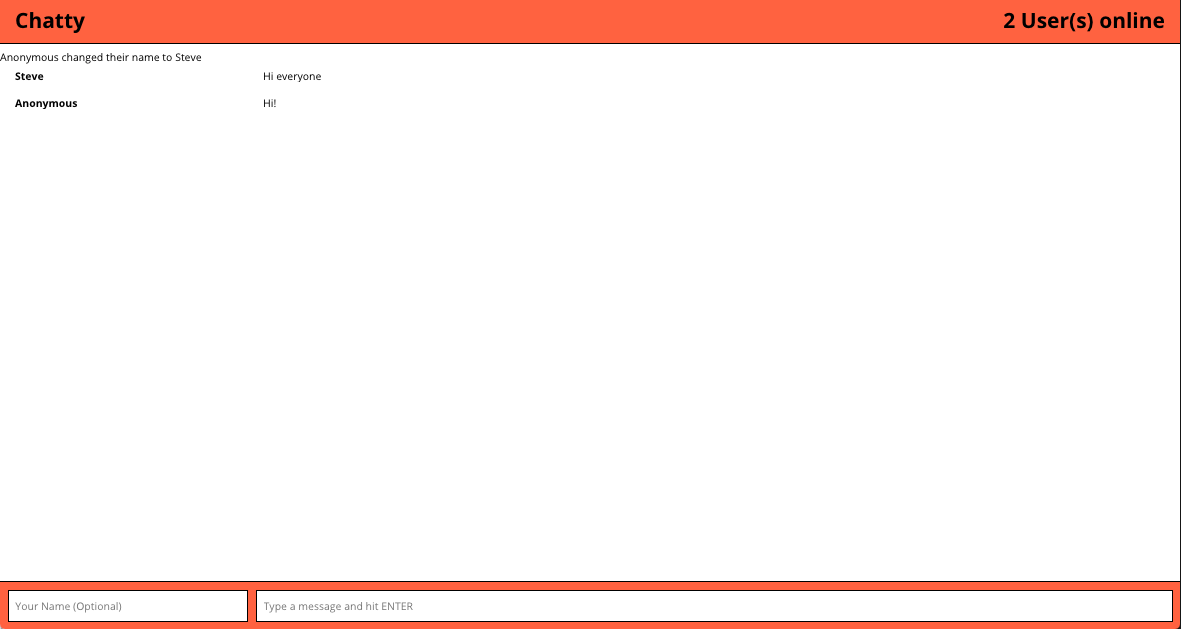 Chatty 2 User(s) online
Anonymous changed their name to Steve
Steve Hi everyone
Anonymous Hi!
Your Name (Optional) Type a message and hit ENTER